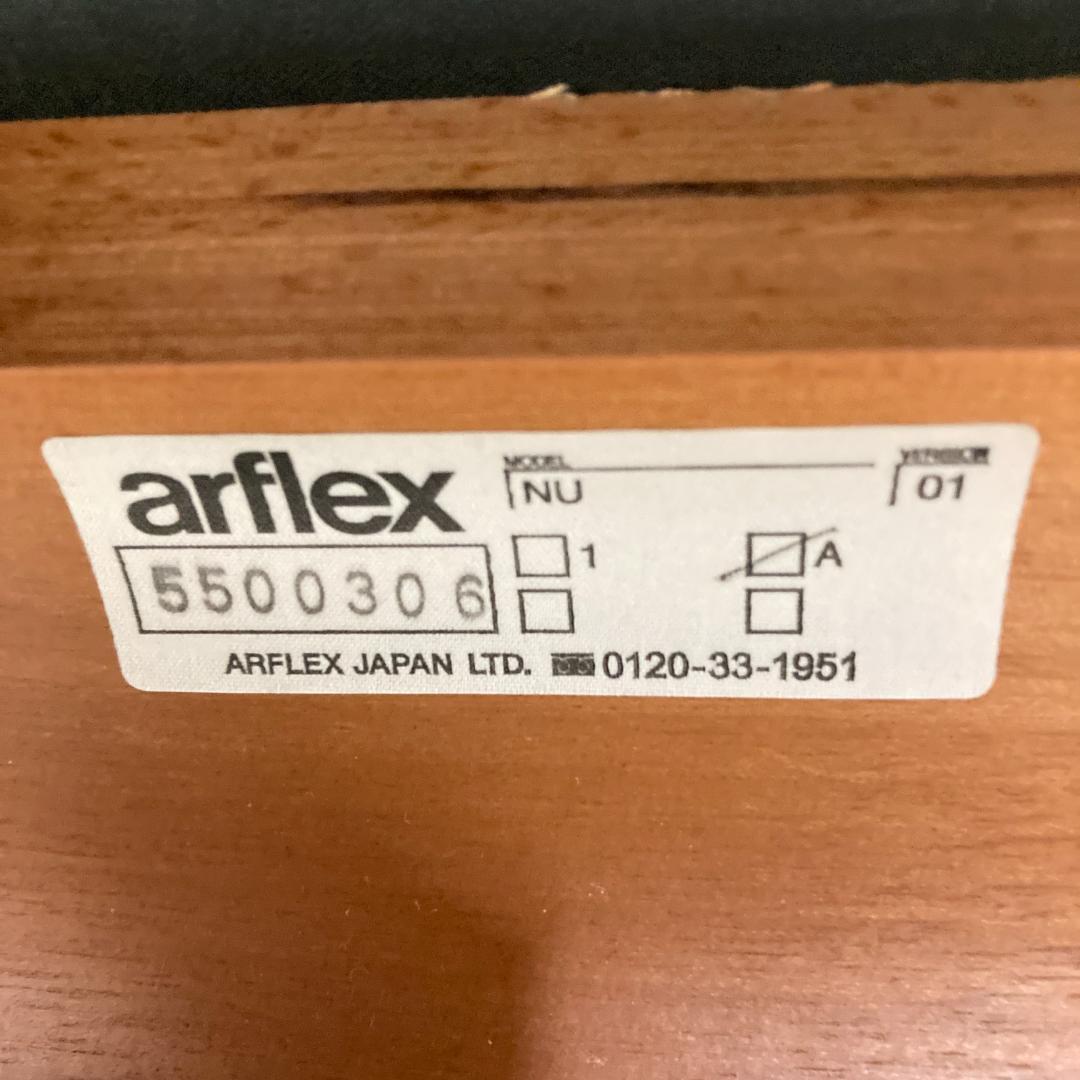 arflex
MODEL
NU
VERSION
01
1
A
5500306
ARFLEX JAPAN LTD. 0120-33-1951